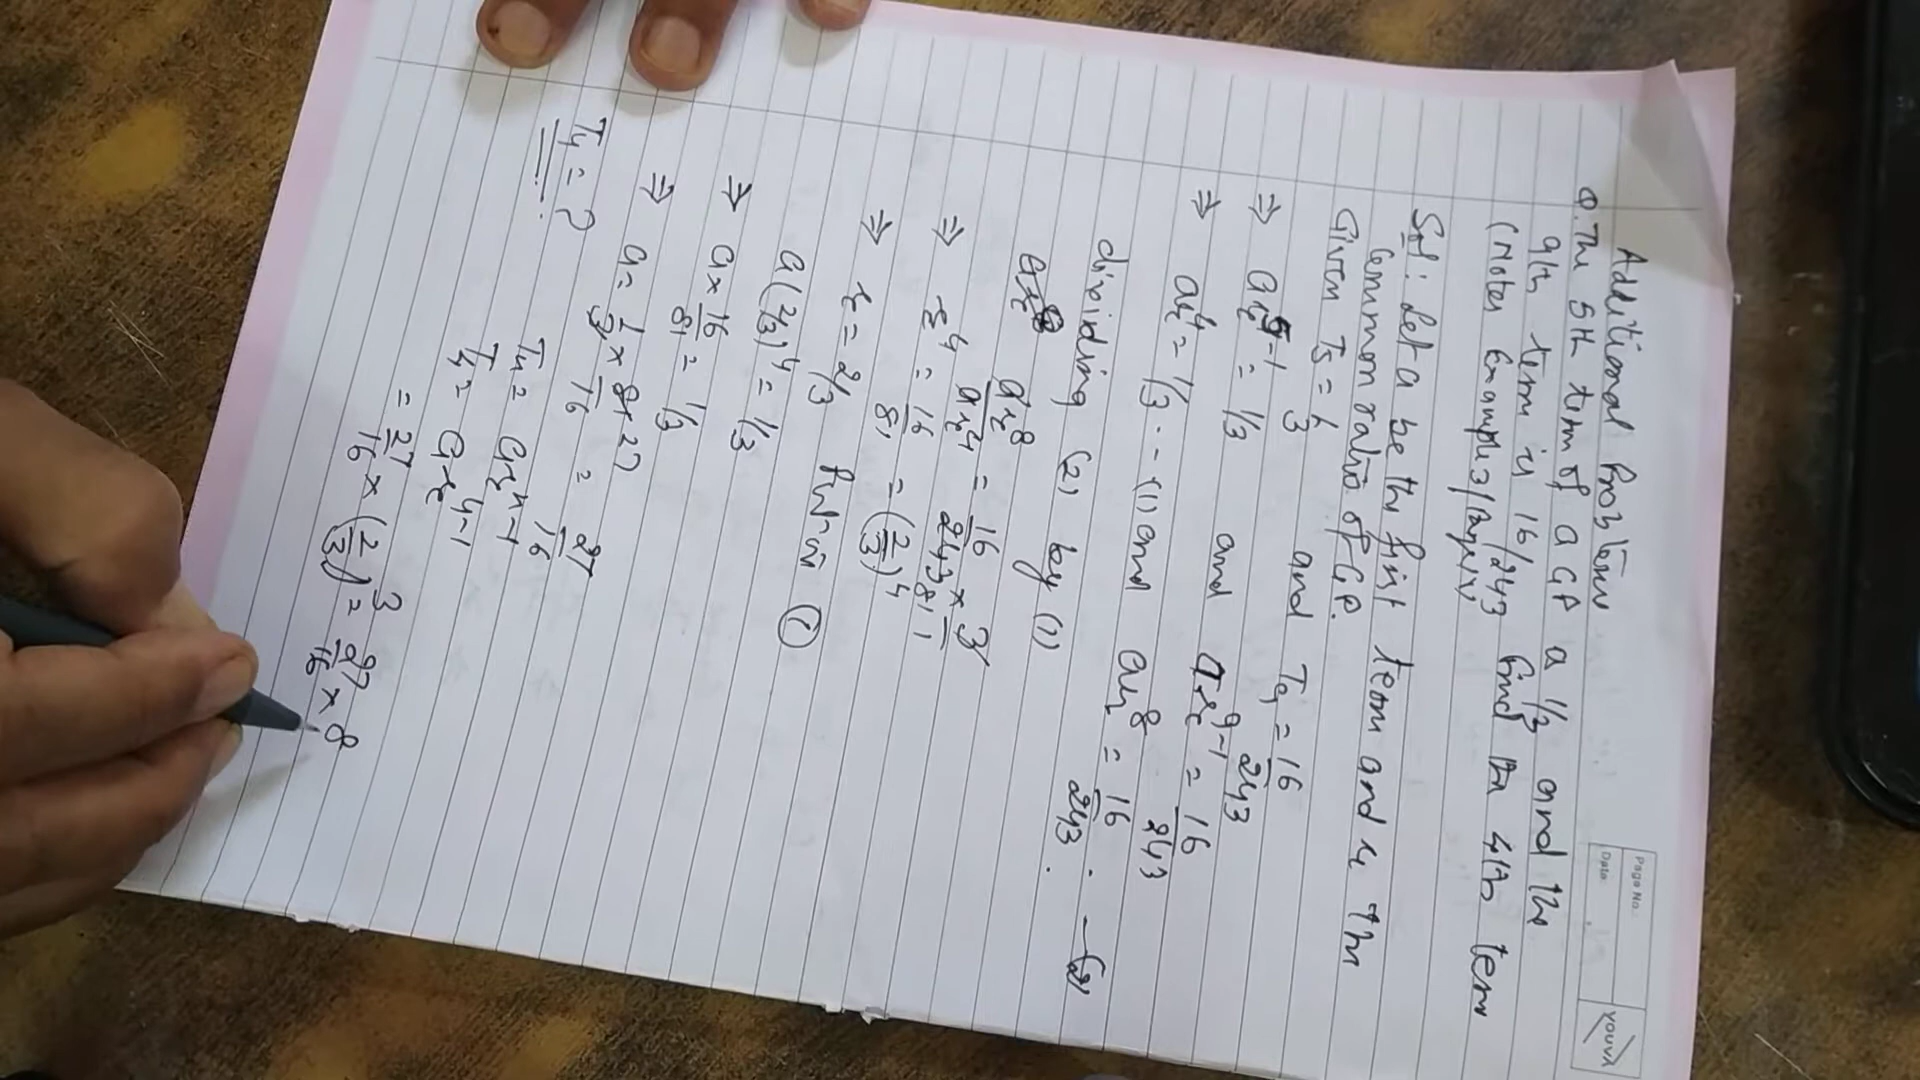 Page No.
Date:
YOUVA
Additional Problem
Q. The 5th term of a GP a 1/3 and the
9th term is 16/243 find the 4th term
(Notes Example 3/
Sol: Let a be the first term and r the
Common ratio of G.P.
Given T5 = 1/3 and T9 = 16/243
⇒ ar^5-1 = 1/3 and ar^9-1 = 16/243
⇒ ar^4 = 1/3 -- (1) and ar^8 = 16/243 . -(2)
dividing (2) by (1)
ar^8/ar^4 = 16/243 × 3/1
⇒ r^4 = 16/81 = (2/3)^4
⇒ r = 2/3 Put in (1)
a(2/3)^4 = 1/3
⇒ a × 16/81 = 1/3
⇒ a = 1/3 × 81 27/16 = 27/16
T4 = ? T4 = ar^n-1
T4 = ar^4-1
= 27/16 × (2/3)^3 = 27/16 × 8